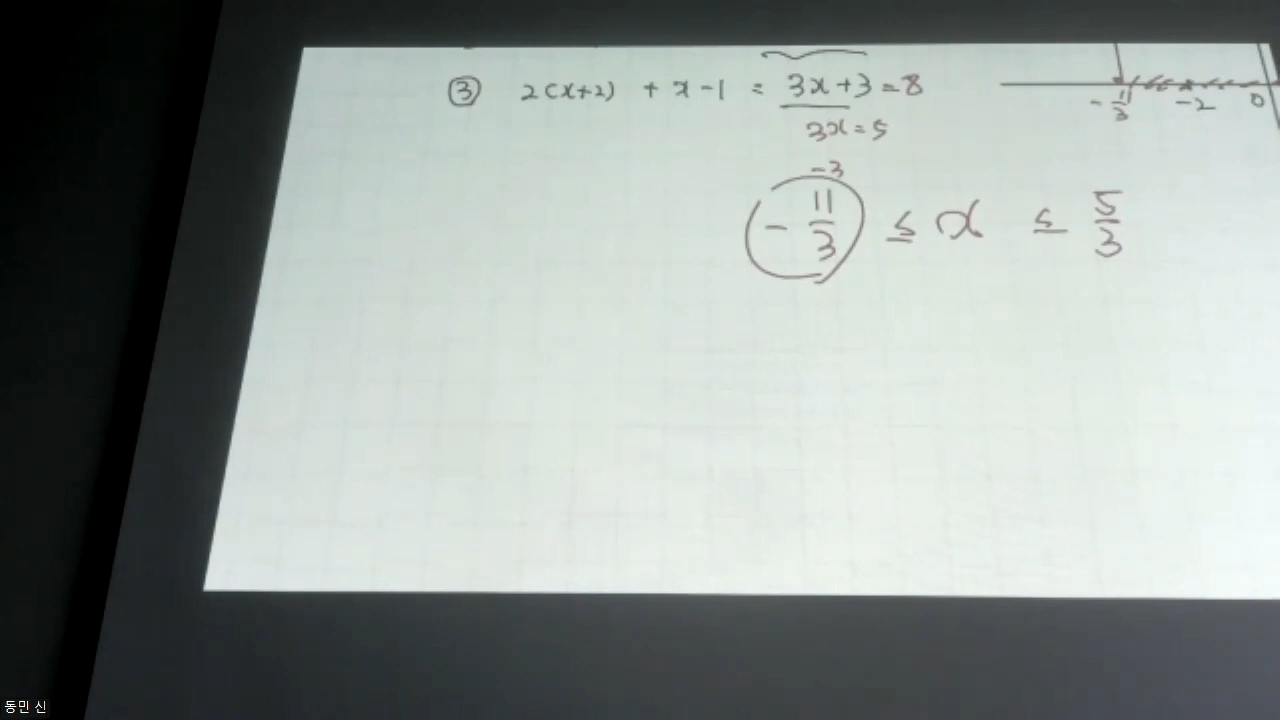 ③ 2(x+2) + x-1 = 3x+3 = 8
3x=5
-11/3 -2 0
-3
-11/3 ≤ x ≤ 5/3
동민 신